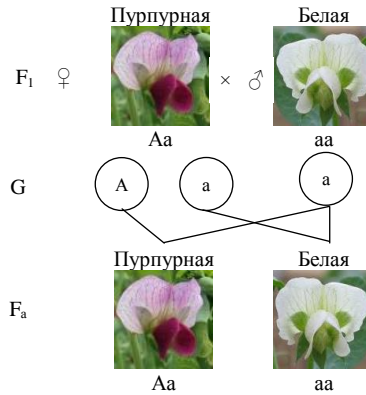 Пурпурная Белая
F₁ ♀ × ♂
Aa aa
G A a a
Пурпурная Белая
Fₐ
Aa aa